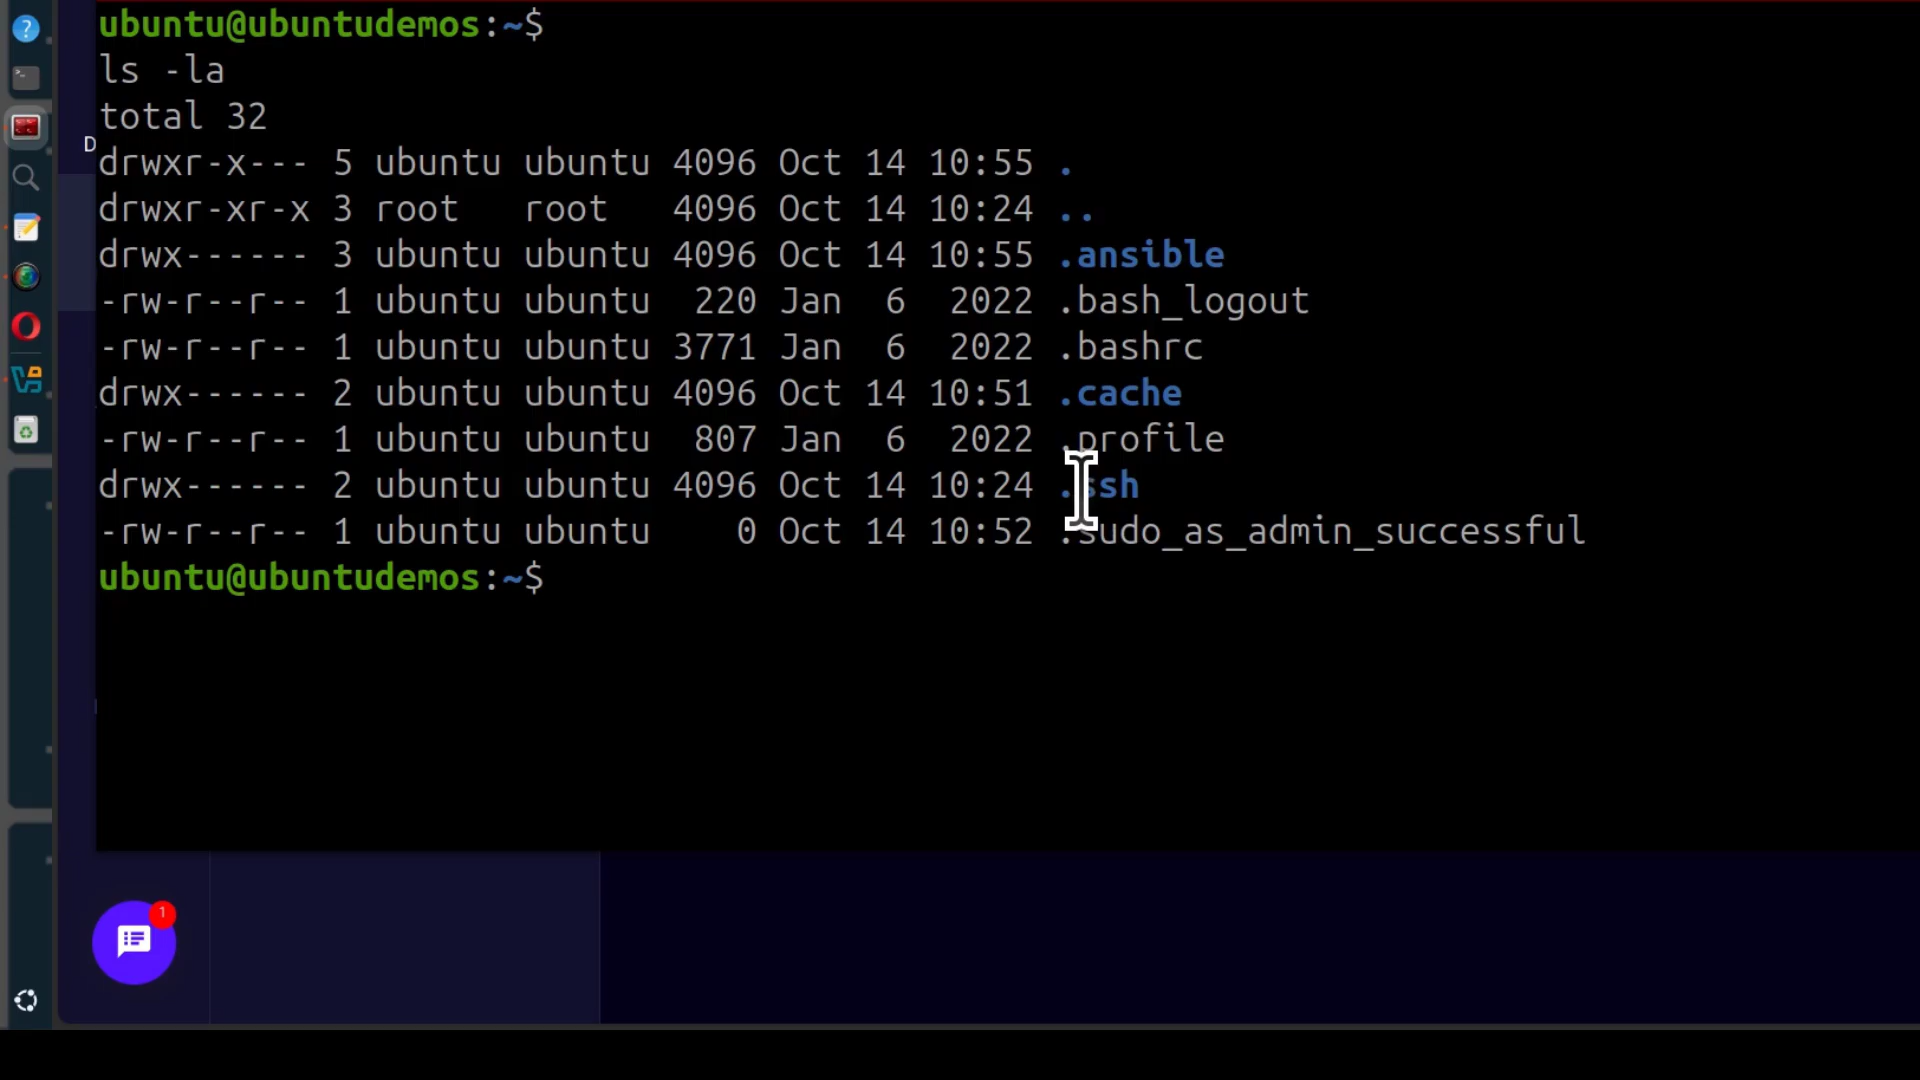 ubuntu@ubuntudemos:~$
ls -la
total 32
drwxr-x--- 5 ubuntu ubuntu 4096 Oct 14 10:55 .
D
drwxr-xr-x 3 root   root   4096 Oct 14 10:24 ..
drwx------ 3 ubuntu ubuntu 4096 Oct 14 10:55 .ansible
-rw-r--r-- 1 ubuntu ubuntu  220 Jan  6  2022 .bash_logout
-rw-r--r-- 1 ubuntu ubuntu 3771 Jan  6  2022 .bashrc
drwx------ 2 ubuntu ubuntu 4096 Oct 14 10:51 .cache
-rw-r--r-- 1 ubuntu ubuntu  807 Jan  6  2022 .profile
drwx------ 2 ubuntu ubuntu 4096 Oct 14 10:24 .ssh
-rw-r--r-- 1 ubuntu ubuntu    0 Oct 14 10:52 .sudo_as_admin_successful
ubuntu@ubuntudemos:~$
1